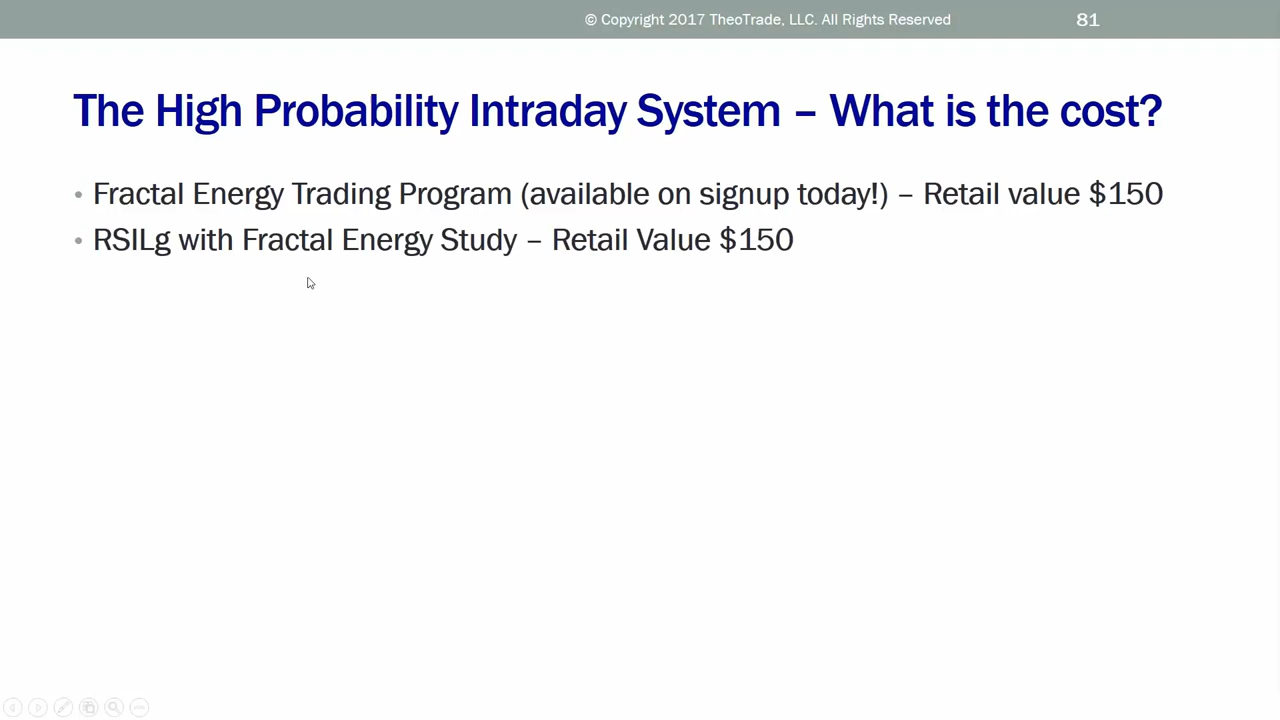 © Copyright 2017 TheoTrade, LLC. All Rights Reserved
81
The High Probability Intraday System – What is the cost?
• Fractal Energy Trading Program (available on signup today!) – Retail value $150
• RSILg with Fractal Energy Study – Retail Value $150